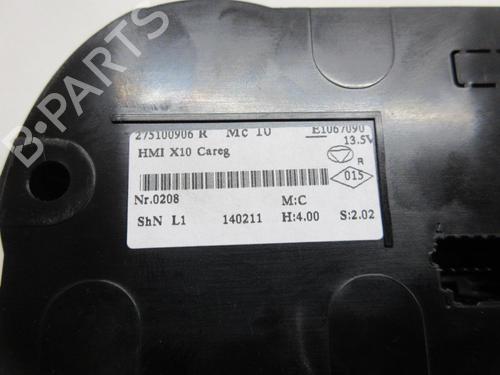 B-PARTS
275100906 R Mc 10 E1067090
13.5V
HMI X10 Careg
R
015
Nr.0208 M:C
ShN L1 140211 H:4.00 S:2.02